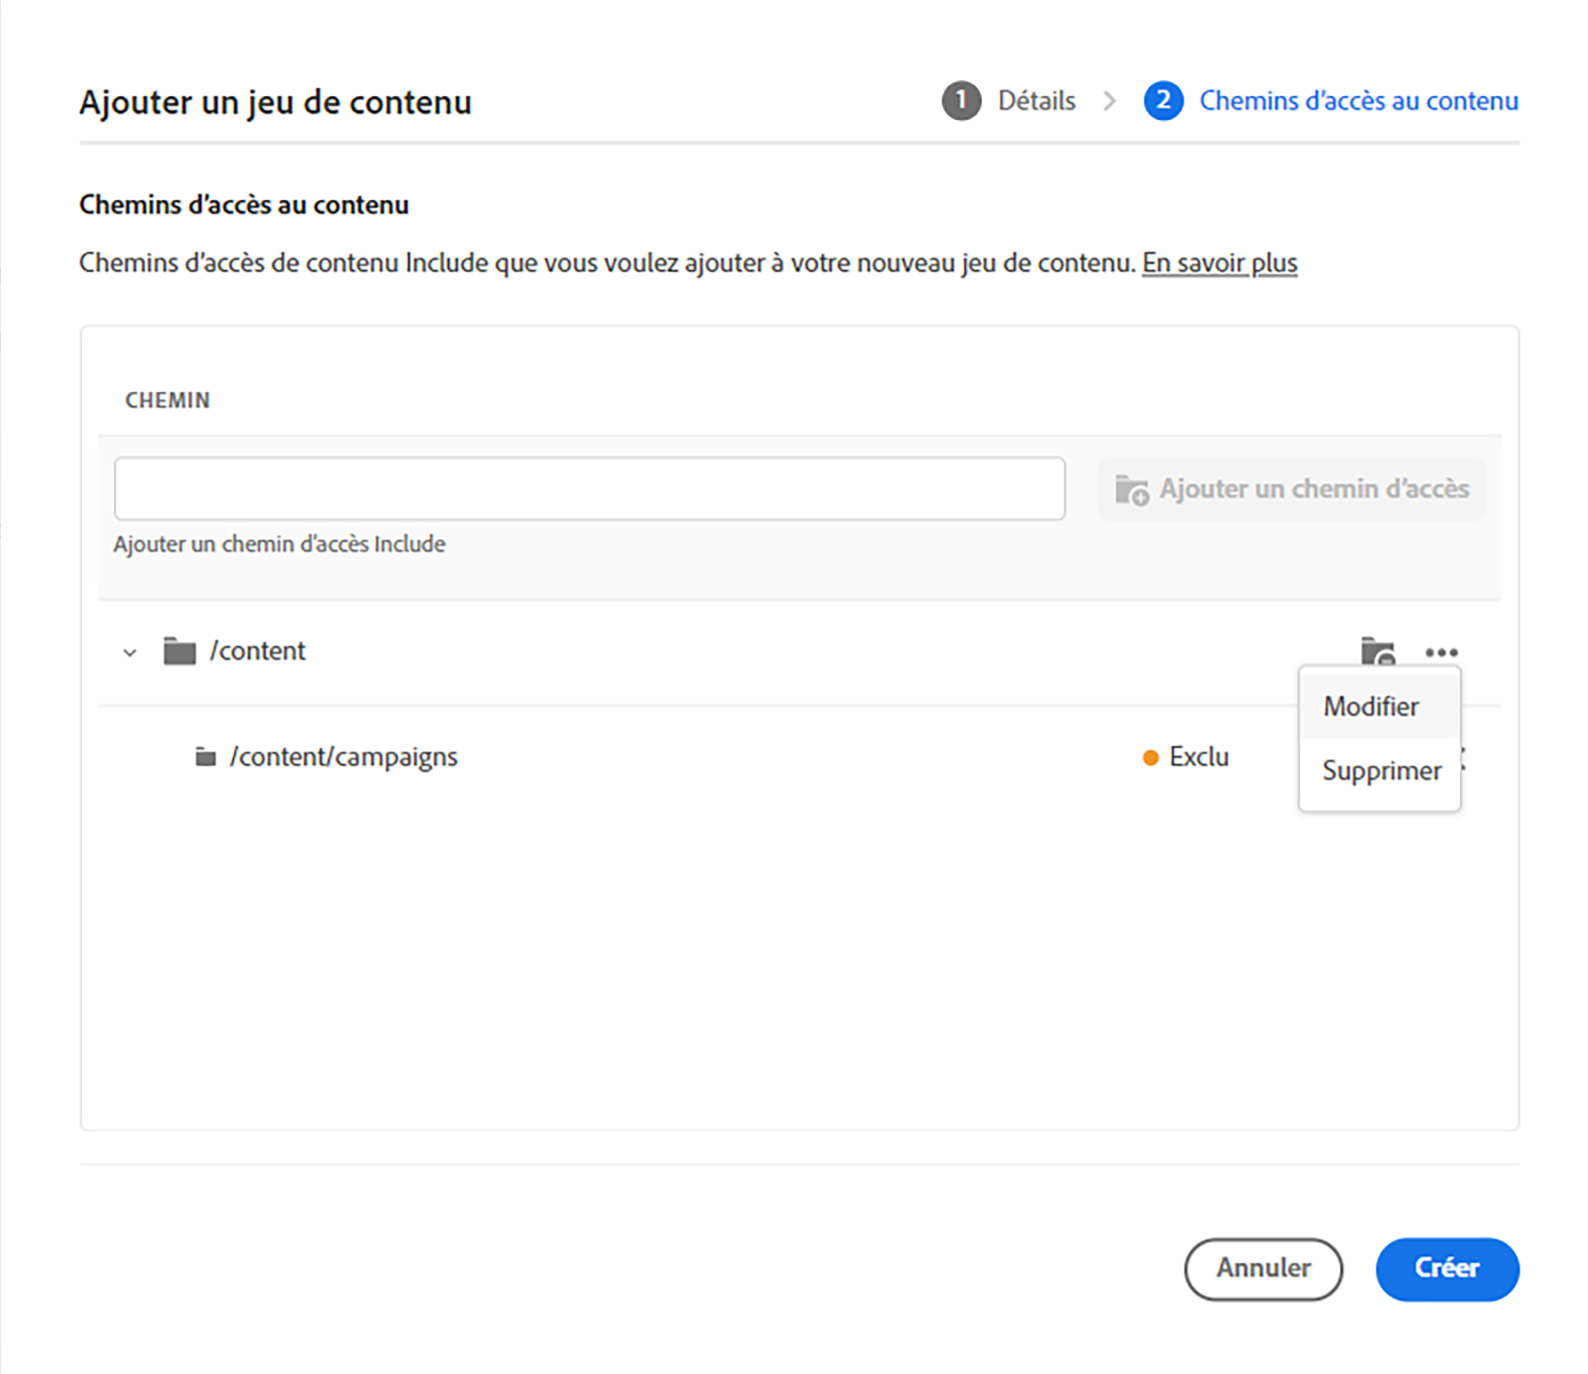 Ajouter un jeu de contenu
1 Détails > 2 Chemins d’accès au contenu
Chemins d’accès au contenu
Chemins d’accès de contenu Include que vous voulez ajouter à votre nouveau jeu de contenu. En savoir plus
CHEMIN
Ajouter un chemin d’accès
Ajouter un chemin d’accès Include
/content
Modifier
/content/campaigns
Exclu
Supprimer
Annuler
Créer